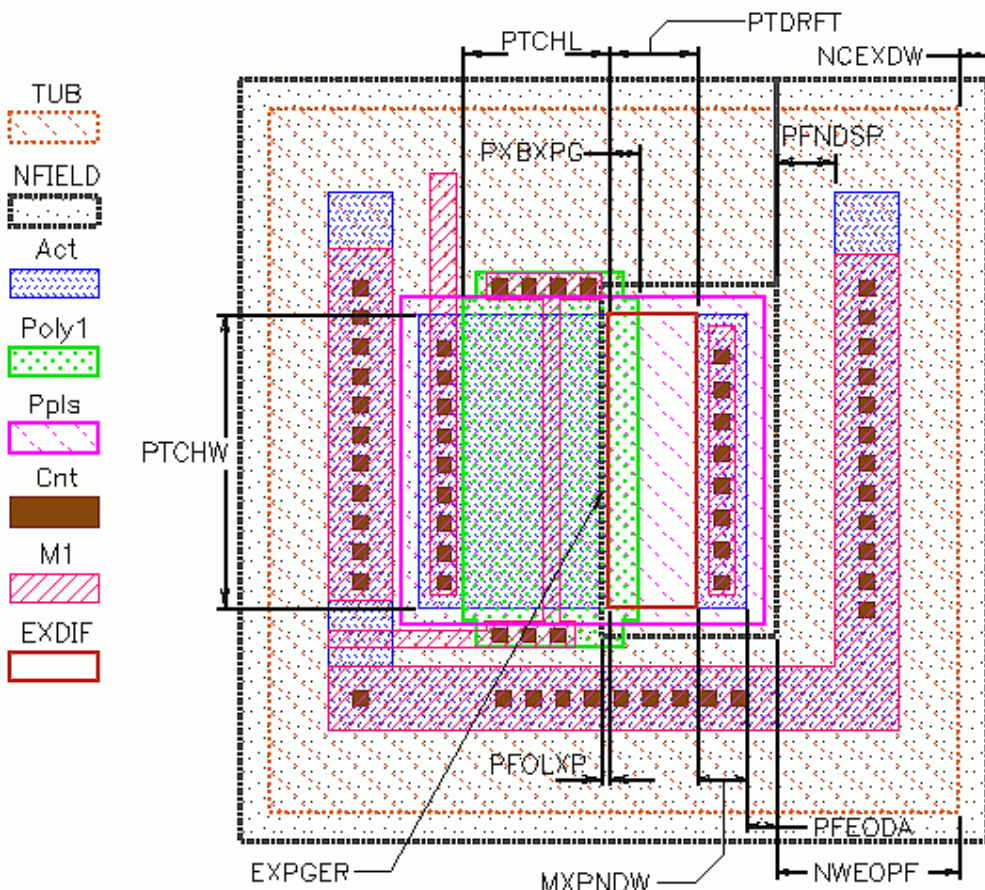 PTDRFT
PTCHL
NCEXDW
TUB
PFNDSP
PXBXPG
NFIELD
Act
Poly1
Ppls
PTCHW
Cnt
M1
EXDIF
PFOLXP
PFEODA
EXPGER
MXPNDW
NWEOPF